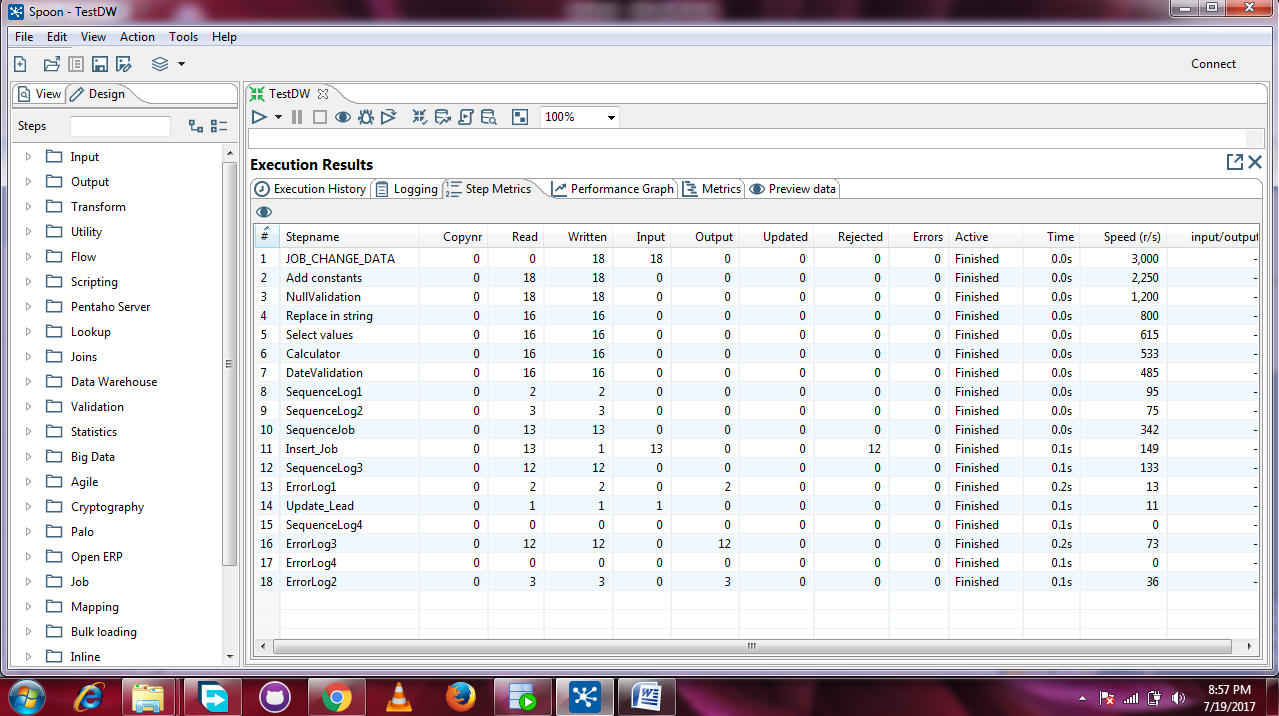 Spoon - TestDW
File Edit View Action Tools Help
Connect
View Design
TestDW
Steps
100%
Execution Results
Execution History Logging Step Metrics Performance Graph Metrics Preview data
Input
Output
Transform
Utility
Flow
Scripting
Pentaho Server
Lookup
Joins
Data Warehouse
Validation
Statistics
Big Data
Agile
Cryptography
Palo
Open ERP
Job
Mapping
Bulk loading
Inline
# Stepname Copynr Read Written Input Output Updated Rejected Errors Active Time Speed (r/s) input/output
1 JOB_CHANGE_DATA 0 0 18 18 0 0 0 0 Finished 0.0s 3,000 -
2 Add constants 0 18 18 0 0 0 0 0 Finished 0.0s 2,250 -
3 NullValidation 0 18 18 0 0 0 0 0 Finished 0.0s 1,200 -
4 Replace in string 0 16 16 0 0 0 0 0 Finished 0.0s 800 -
5 Select values 0 16 16 0 0 0 0 0 Finished 0.0s 615 -
6 Calculator 0 16 16 0 0 0 0 0 Finished 0.0s 533 -
7 DateValidation 0 16 16 0 0 0 0 0 Finished 0.0s 485 -
8 SequenceLog1 0 2 2 0 0 0 0 0 Finished 0.0s 95 -
9 SequenceLog2 0 3 3 0 0 0 0 0 Finished 0.0s 75 -
10 SequenceJob 0 13 13 0 0 0 0 0 Finished 0.0s 342 -
11 Insert_Job 0 13 1 13 0 0 12 0 Finished 0.1s 149 -
12 SequenceLog3 0 12 12 0 0 0 0 0 Finished 0.1s 133 -
13 ErrorLog1 0 2 2 0 2 0 0 0 Finished 0.2s 13 -
14 Update_Lead 0 1 1 1 0 0 0 0 Finished 0.1s 11 -
15 SequenceLog4 0 0 0 0 0 0 0 0 Finished 0.1s 0 -
16 ErrorLog3 0 12 12 0 12 0 0 0 Finished 0.2s 73 -
17 ErrorLog4 0 0 0 0 0 0 0 0 Finished 0.1s 0 -
18 ErrorLog2 0 3 3 0 3 0 0 0 Finished 0.1s 36 -
8:57 PM
7/19/2017